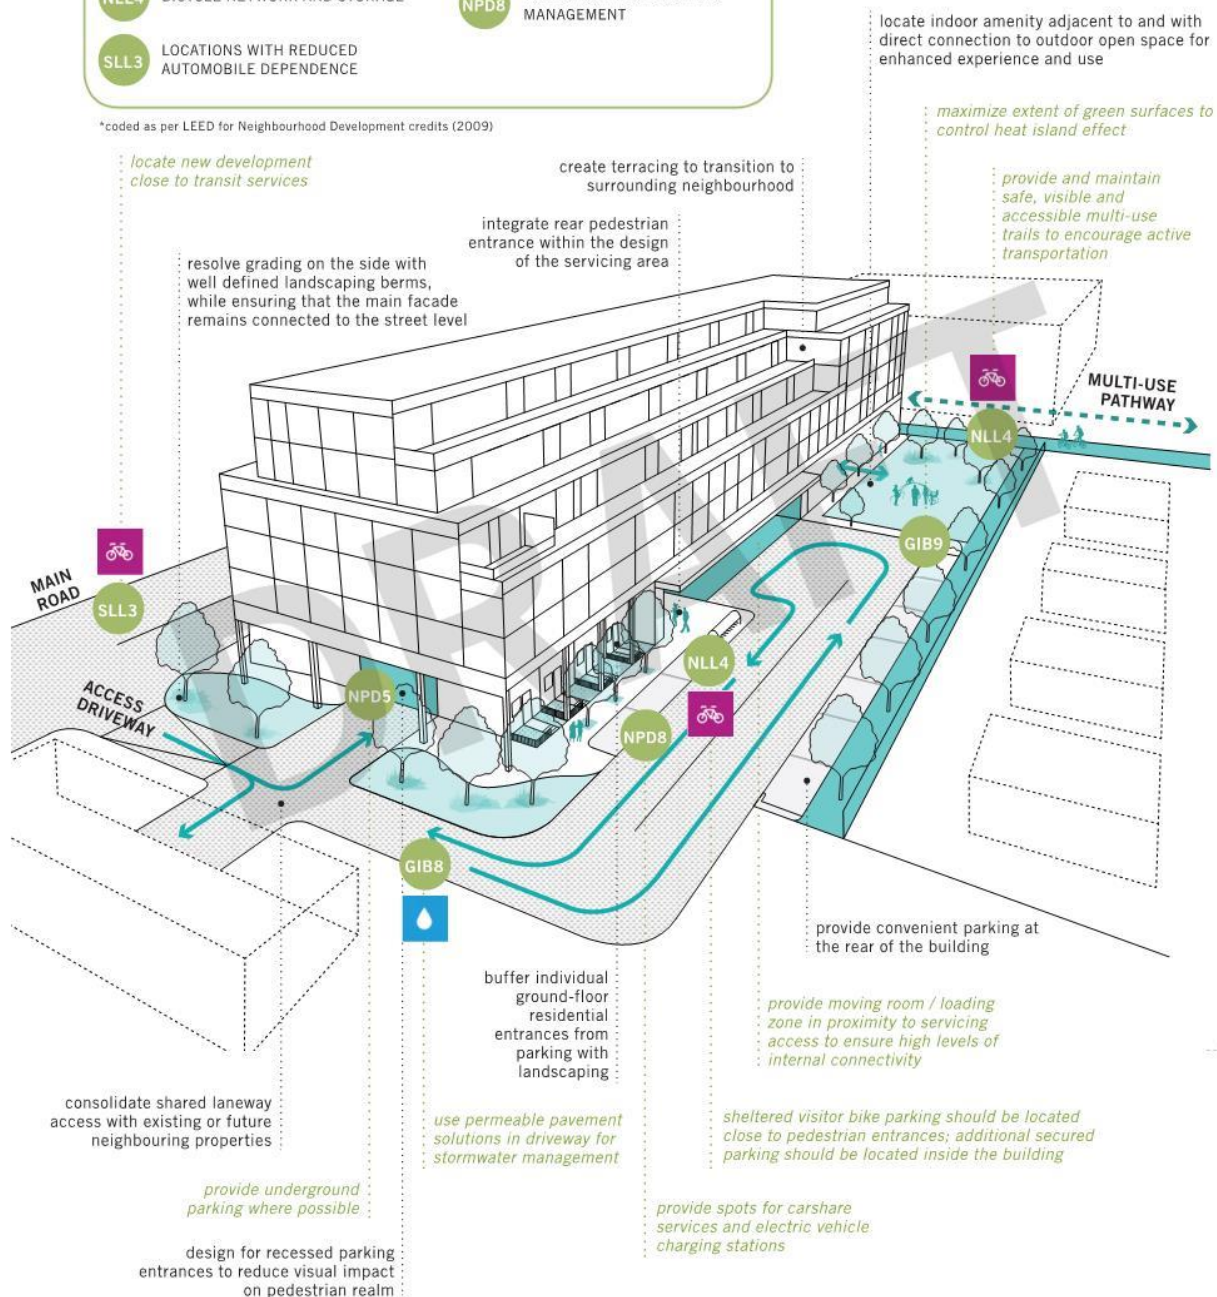 NLL4
NPD8
MANAGEMENT
SLL3
LOCATIONS WITH REDUCED
AUTOMOBILE DEPENDENCE
*coded as per LEED for Neighbourhood Development credits (2009)
locate indoor amenity adjacent to and with
direct connection to outdoor open space for
enhanced experience and use
maximize extent of green surfaces to
control heat island effect
locate new development
close to transit services
create terracing to transition to
surrounding neighbourhood
provide and maintain
safe, visible and
accessible multi-use
trails to encourage active
transportation
integrate rear pedestrian
entrance within the design
of the servicing area
resolve grading on the side with
well defined landscaping berms,
while ensuring that the main facade
remains connected to the street level
MULTI-USE
PATHWAY
NLL4
GIB9
MAIN
ROAD
SLL3
NLL4
ACCESS
DRIVEWAY
NPD5
NPD8
GIB8
DRAFT
provide convenient parking at
the rear of the building
buffer individual
ground-floor
residential
entrances from
parking with
landscaping
provide moving room / loading
zone in proximity to servicing
access to ensure high levels of
internal connectivity
consolidate shared laneway
access with existing or future
neighbouring properties
use permeable pavement
solutions in driveway for
stormwater management
sheltered visitor bike parking should be located
close to pedestrian entrances; additional secured
parking should be located inside the building
provide underground
parking where possible
provide spots for carshare
services and electric vehicle
charging stations
design for recessed parking
entrances to reduce visual impact
on pedestrian realm